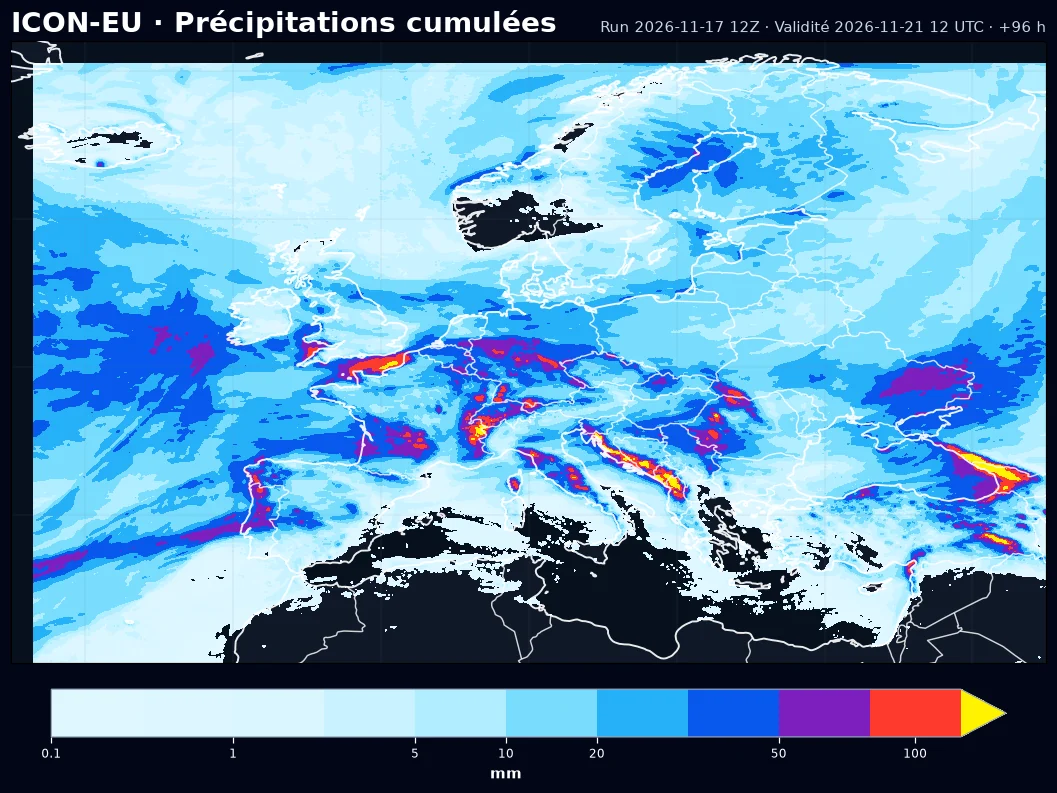 ICON-EU · Précipitations cumulées
Run 2026-11-17 12Z · Validité 2026-11-21 12 UTC · +96 h
0.1 1 5 10 20 50 100
mm